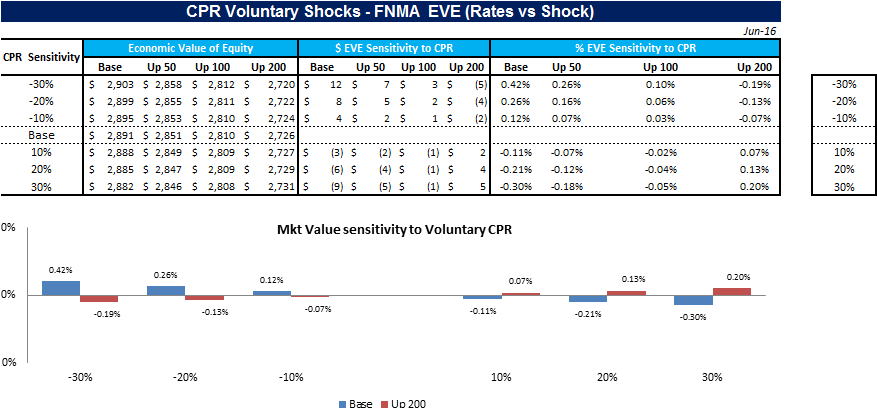 CPR Voluntary Shocks - FNMA EVE (Rates vs Shock)
Jun-16
CPR Sensitivity Economic Value of Equity $ EVE Sensitivity to CPR % EVE Sensitivity to CPR
Base Up 50 Up 100 Up 200 Base Up 50 Up 100 Up 200 Base Up 50 Up 100 Up 200
-30% $ 2,903 $ 2,858 $ 2,812 $ 2,720 $ 12 $ 7 $ 3 $ (5) 0.42% 0.26% 0.10% -0.19% -30%
-20% $ 2,899 $ 2,855 $ 2,811 $ 2,722 $ 8 $ 5 $ 2 $ (4) 0.26% 0.16% 0.06% -0.13% -20%
-10% $ 2,895 $ 2,853 $ 2,810 $ 2,724 $ 4 $ 2 $ 1 $ (2) 0.12% 0.07% 0.03% -0.07% -10%
Base $ 2,891 $ 2,851 $ 2,810 $ 2,726
10% $ 2,888 $ 2,849 $ 2,809 $ 2,727 $ (3) $ (2) $ (1) $ 2 -0.11% -0.07% -0.02% 0.07% 10%
20% $ 2,885 $ 2,847 $ 2,809 $ 2,729 $ (6) $ (4) $ (1) $ 4 -0.21% -0.12% -0.04% 0.13% 20%
30% $ 2,882 $ 2,846 $ 2,808 $ 2,731 $ (9) $ (5) $ (1) $ 5 -0.30% -0.18% -0.05% 0.20% 30%
Mkt Value sensitivity to Voluntary CPR
0%
0.42% 0.26% 0.12% 0.07% 0.13% 0.20%
0%
-0.19% -0.13% -0.07% -0.11% -0.21% -0.30%
0%
-30% -20% -10% 10% 20% 30%
Base Up 200